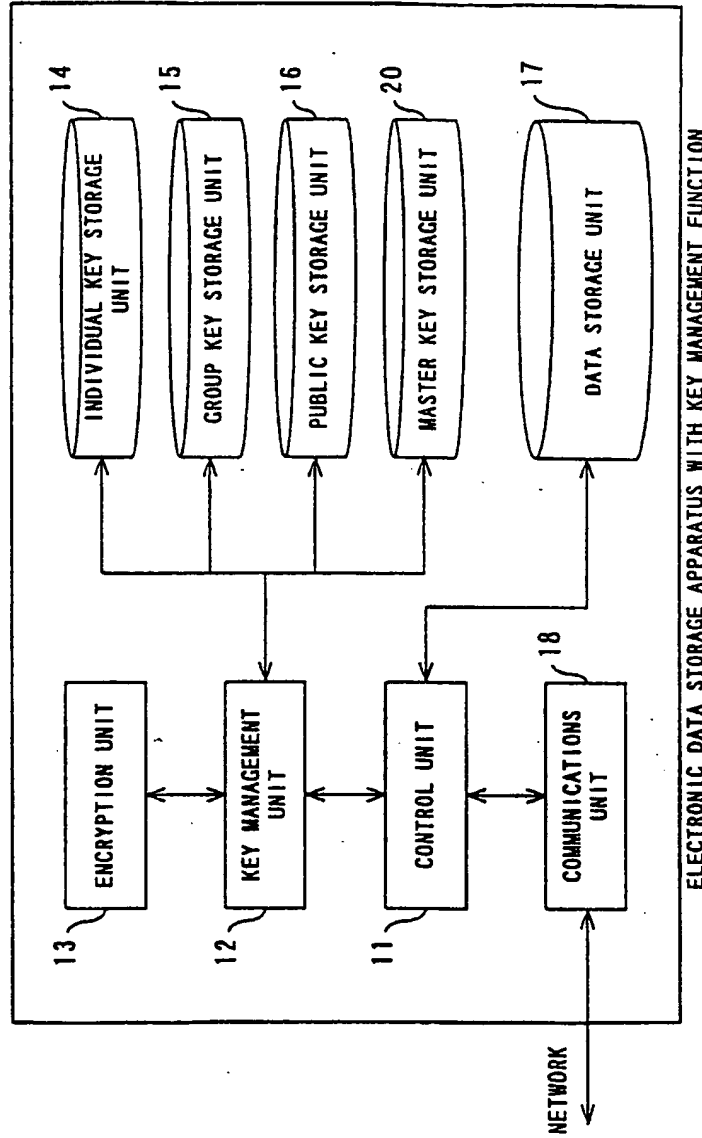 13
ENCRYPTION UNIT
12
KEY MANAGEMENT
UNIT
11
CONTROL UNIT
18
COMMUNICATIONS
UNIT
NETWORK
14
INDIVIDUAL KEY STORAGE
UNIT
15
GROUP KEY STORAGE UNIT
16
PUBLIC KEY STORAGE UNIT
20
MASTER KEY STORAGE UNIT
17
DATA STORAGE UNIT
ELECTRONIC DATA STORAGE APPARATUS WITH KEY MANAGEMENT FUNCTION